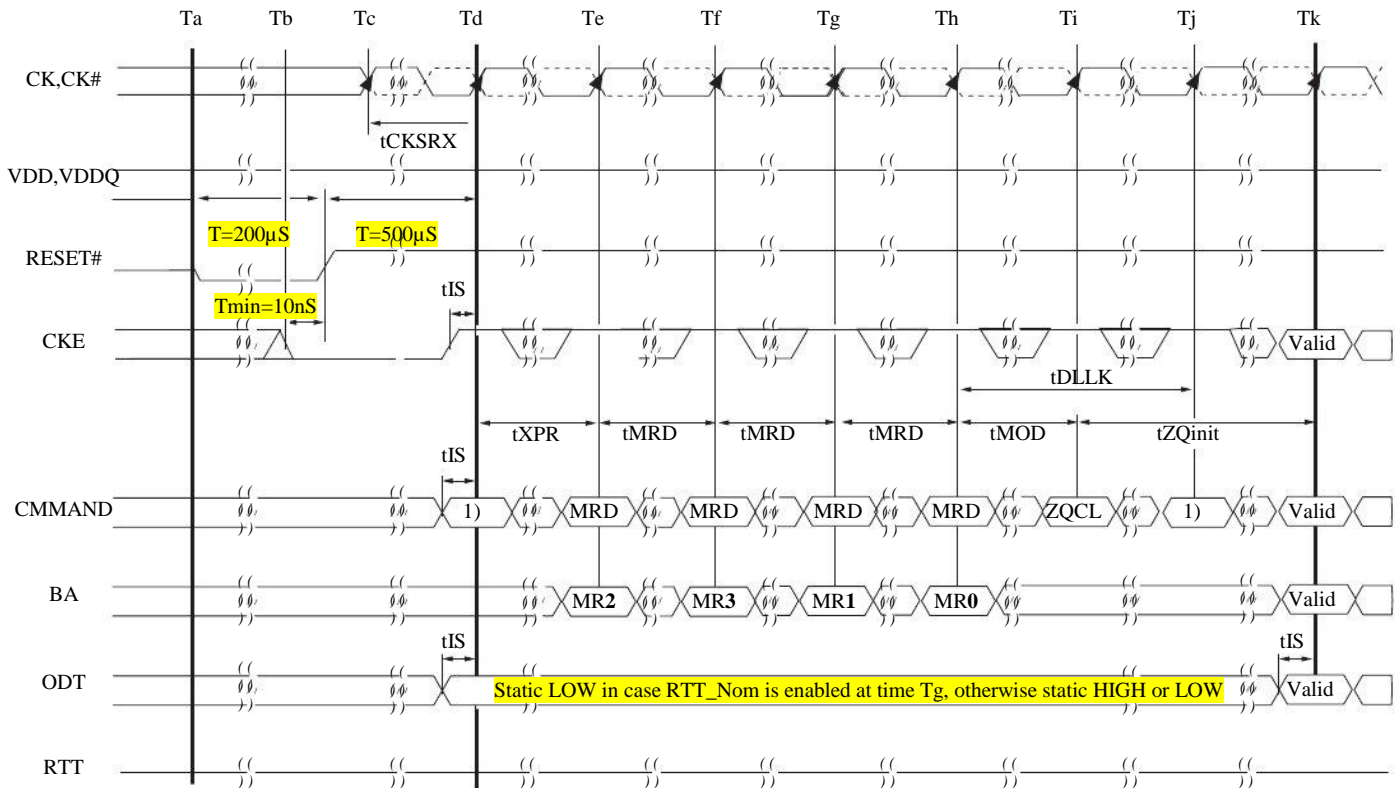 Ta Tb Tc Td Te Tf Tg Th Ti Tj Tk
CK,CK#
tCKSRX
VDD,VDDQ
T=200µS T=500µS
RESET#
Tmin=10nS tIS
CKE Valid
tDLLK
tXPR tMRD tMRD tMRD tMOD tZQinit
tIS
CMMAND 1) MRD MRD MRD MRD ZQCL 1) Valid
BA MR2 MR3 MR1 MR0 Valid
tIS tIS
ODT Static LOW in case RTT_Nom is enabled at time Tg, otherwise static HIGH or LOW Valid
RTT